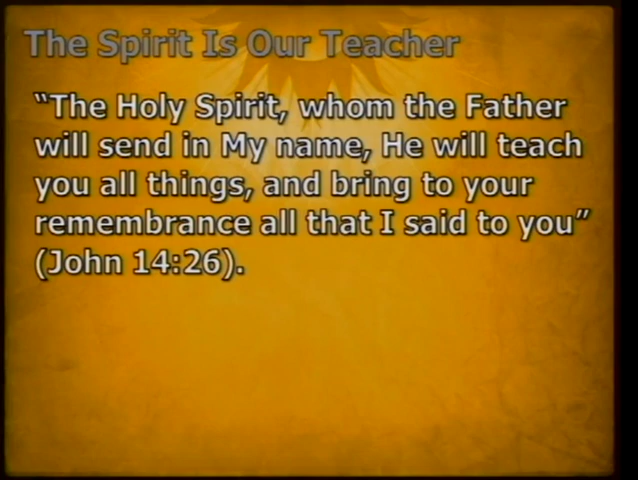 The Spirit Is Our Teacher
“The Holy Spirit, whom the Father
will send in My name, He will teach
you all things, and bring to your
remembrance all that I said to you”
(John 14:26).